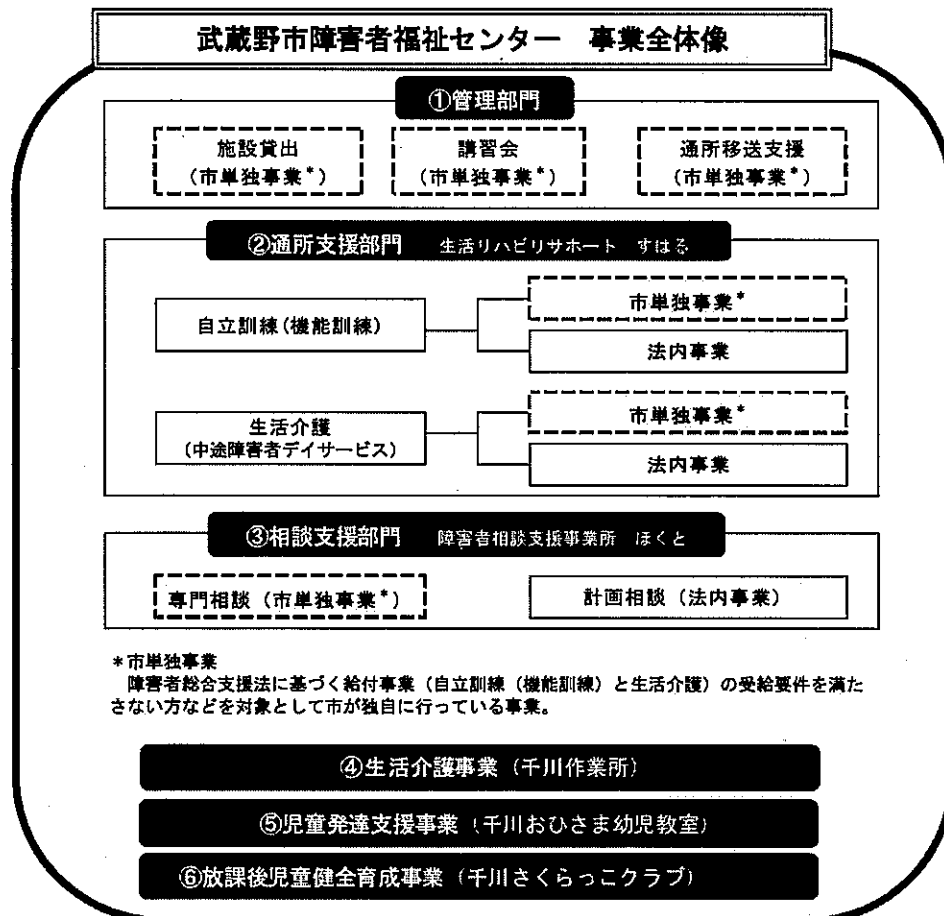 武蔵野市障害者福祉センター　事業全体像
①管理部門
施設貸出
(市単独事業*)
講習会
(市単独事業*)
通所移送支援
(市単独事業*)
②通所支援部門　生活リハビリサポート　すばる
自立訓練(機能訓練)
市単独事業*
法内事業
生活介護
(中途障害者デイサービス)
市単独事業*
法内事業
③相談支援部門　障害者相談支援事業所　ほくと
専門相談（市単独事業*）
計画相談（法内事業）
*市単独事業
障害者総合支援法に基づく給付事業（自立訓練（機能訓練）と生活介護）の受給要件を満た
さない方などを対象として市が独自に行っている事業。
④生活介護事業（千川作業所）
⑤児童発達支援事業（千川おひさま幼児教室）
⑥放課後児童健全育成事業（千川さくらっこクラブ）